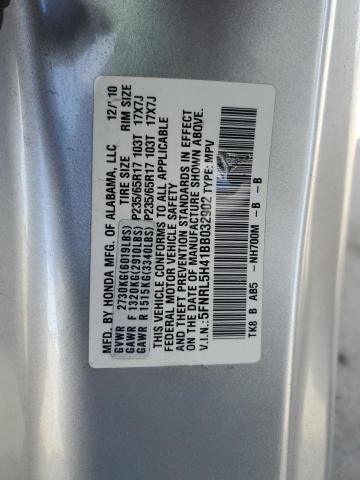 MFD. BY HONDA MFG. OF ALABAMA, LLC 12/'10
TIRE SIZE RIM SIZE
GVWR 2730KG(6019LBS)
GAWR F 1320KG(2910LBS) P235/65R17 103T 17X7J
GAWR R 1515KG(3340LBS) P235/65R17 103T 17X7J
THIS VEHICLE CONFORMS TO ALL APPLICABLE
FEDERAL MOTOR VEHICLE SAFETY
AND THEFT PREVENTION STANDARDS IN EFFECT
ON THE DATE OF MANUFACTURE SHOWN ABOVE.
V.I.N.: 5FNRL5H41BB032902 TYPE: MPV
TK8 B AB5 -NH700M -B -B